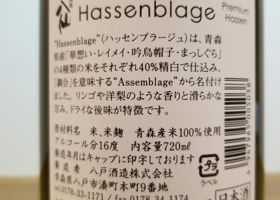 Hassenblage
Premium
Hassen
"Hassenblage"(ハッセンブラージュ)は、青森
県産「華想い・レイメイ・吟烏帽子・まっしぐら」
の4種類の米をそれぞれ40%精白で仕込み、
「調合」を意味する"Assemblage"から名付け
ました。リンゴや洋梨のような香りと滑らかな
旨み、ドライな後味が特徴です。
原材料 米、米麹 青森産米100%使用
アルコール分16度 内容量720ml
製造年月はキャップに印字しております
製造者 八戸酒造株式会社
青森県八戸市湊町本町9番地
ラベル
日本酒